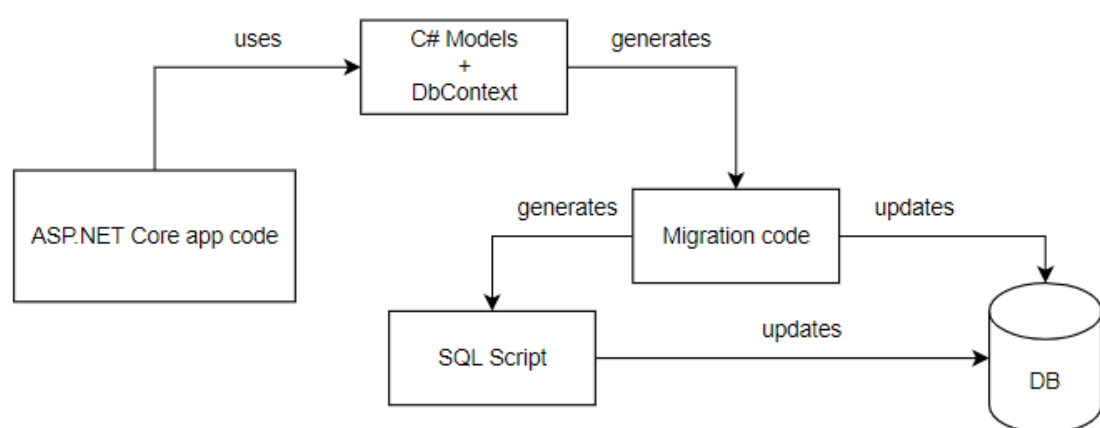 uses
C# Models
+
DbContext
generates
ASP.NET Core app code
generates
Migration code
updates
SQL Script
updates
DB